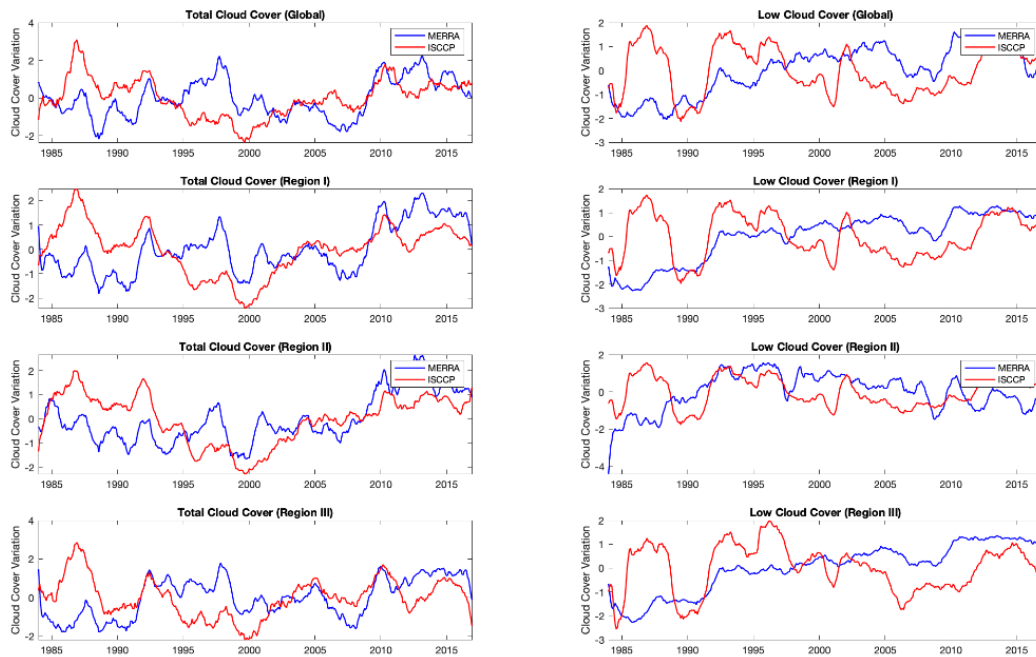 Total Cloud Cover (Global)
Cloud Cover Variation
4
2
0
-2
MERRA
ISCCP
1985 1990 1995 2000 2005 2010 2015
Low Cloud Cover (Global)
Cloud Cover Variation
2
1
0
-1
-2
-3
MERRA
ISCCP
1985 1990 1995 2000 2005 2010 2015
Total Cloud Cover (Region I)
Cloud Cover Variation
2
1
0
-1
-2
1985 1990 1995 2000 2005 2010 2015
Low Cloud Cover (Region I)
Cloud Cover Variation
2
1
0
-1
-2
-3
1985 1990 1995 2000 2005 2010 2015
Total Cloud Cover (Region II)
Cloud Cover Variation
2
1
0
-1
-2
MERRA
ISCCP
1985 1990 1995 2000 2005 2010 2015
Low Cloud Cover (Region II)
Cloud Cover Variation
2
0
-2
-4
MERRA
ISCCP
1985 1990 1995 2000 2005 2010 2015
Total Cloud Cover (Region III)
Cloud Cover Variation
4
2
0
-2
1985 1990 1995 2000 2005 2010 2015
Low Cloud Cover (Region III)
Cloud Cover Variation
2
1
0
-1
-2
-3
1985 1990 1995 2000 2005 2010 2015